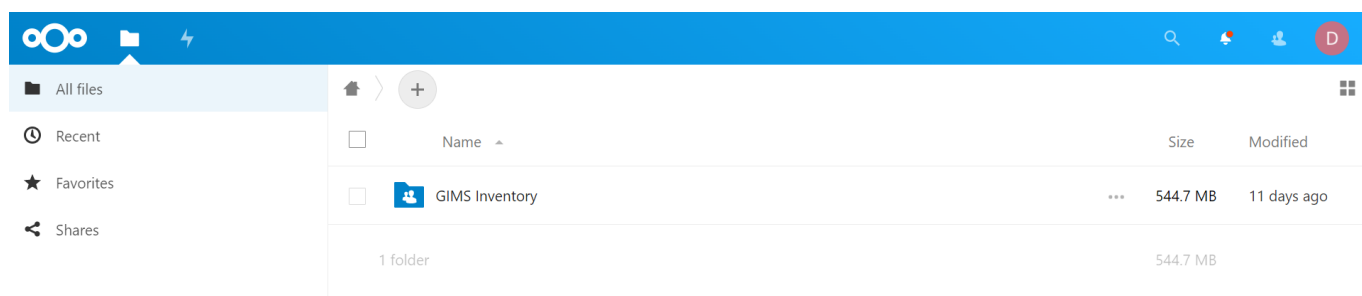 D
All files
+
Recent
Name Size Modified
Favorites
GIMS Inventory ... 544.7 MB 11 days ago
Shares
1 folder 544.7 MB